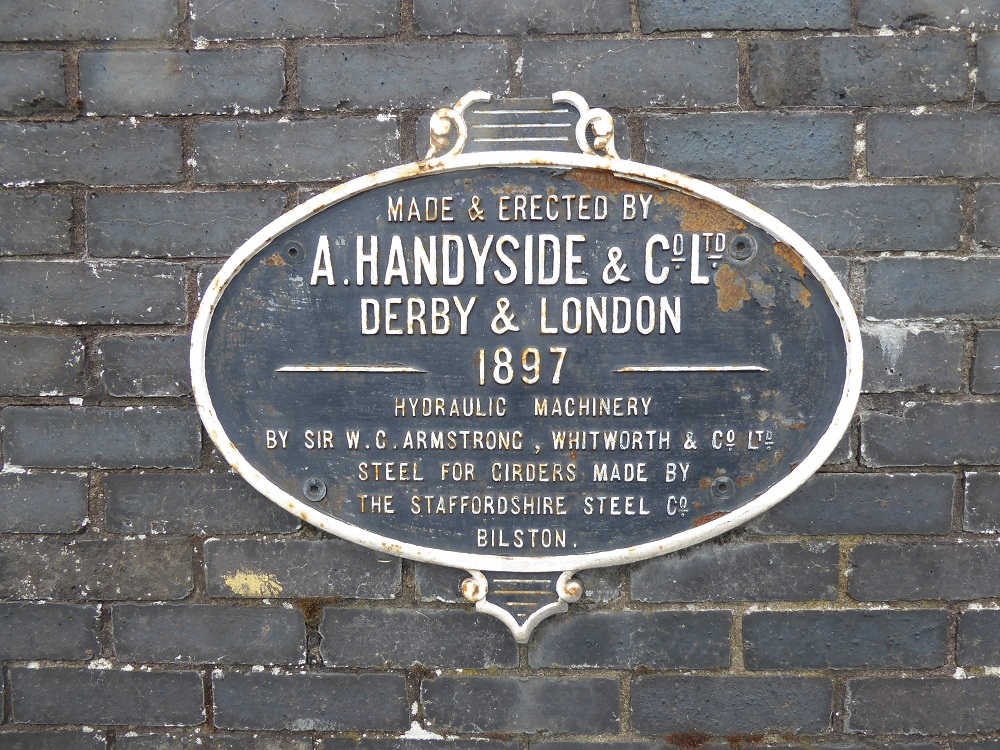 MADE & ERECTED BY
A. HANDYSIDE & Cº LTD
DERBY & LONDON
1897
HYDRAULIC MACHINERY
BY SIR W. G. ARMSTRONG, WHITWORTH & Cº LTD
STEEL FOR GIRDERS MADE BY
THE STAFFORDSHIRE STEEL Cº
BILSTON.